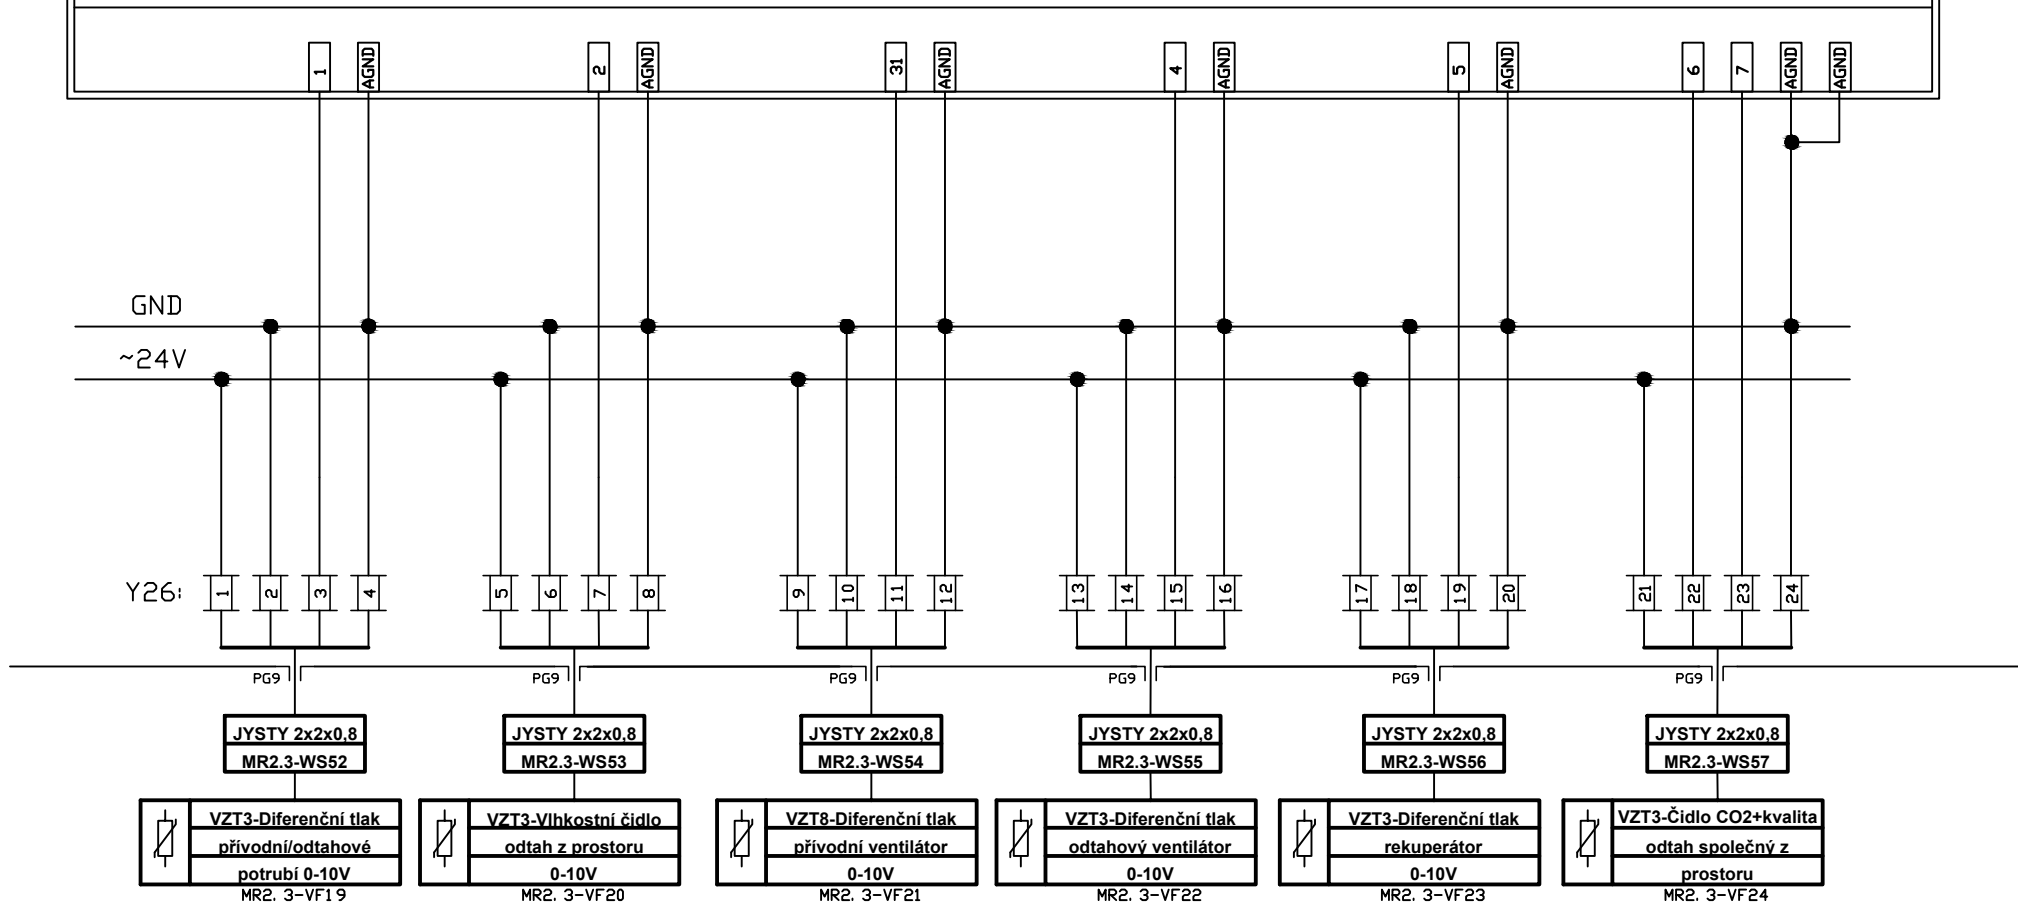 1 AGND 2 AGND 31 AGND 4 AGND 5 AGND 6 7 AGND AGND
GND
~24V
Y26: 1 2 3 4 5 6 7 8 9 10 11 12 13 14 15 16 17 18 19 20 21 22 23 24
PG9 PG9 PG9 PG9 PG9 PG9
JYSTY 2x2x0,8
MR2.3-WS52
JYSTY 2x2x0,8
MR2.3-WS53
JYSTY 2x2x0,8
MR2.3-WS54
JYSTY 2x2x0,8
MR2.3-WS55
JYSTY 2x2x0,8
MR2.3-WS56
JYSTY 2x2x0,8
MR2.3-WS57
VZT3-Diferenční tlak
přívodní/odtahové
potrubí 0-10V
MR2. 3-VF19
VZT3-Vlhkostní čidlo
odtah z prostoru
0-10V
MR2. 3-VF20
VZT8-Diferenční tlak
přívodní ventilátor
0-10V
MR2. 3-VF21
VZT3-Diferenční tlak
odtahový ventilátor
0-10V
MR2. 3-VF22
VZT3-Diferenční tlak
rekuperátor
0-10V
MR2. 3-VF23
VZT3-Čidlo CO2+kvalita
odtah společný z
prostoru
MR2. 3-VF24